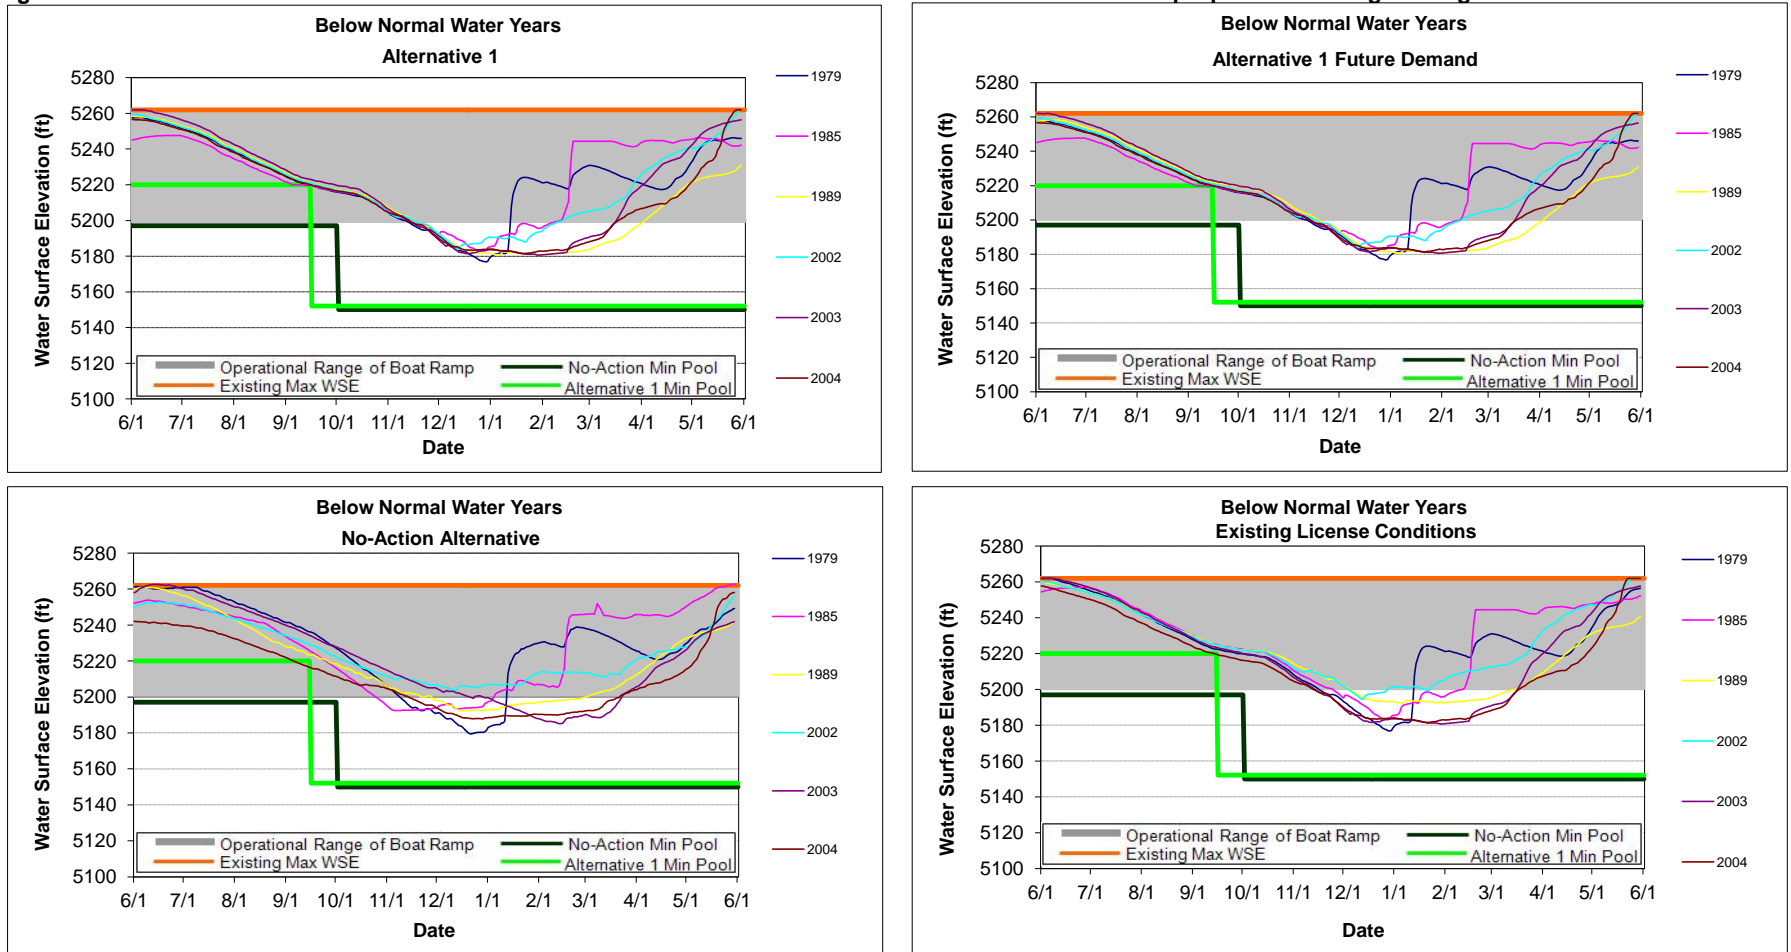 Below Normal Water Years
Alternative 1
Water Surface Elevation (ft)
5280
5260
5240
5220
5200
5180
5160
5140
5120
5100
6/1 7/1 8/1 9/1 10/1 11/1 12/1 1/1 2/1 3/1 4/1 5/1 6/1
Date
Operational Range of Boat Ramp No-Action Min Pool
Existing Max WSE Alternative 1 Min Pool
1979
1985
1989
2002
2003
2004
Below Normal Water Years
Alternative 1 Future Demand
Water Surface Elevation (ft)
5280
5260
5240
5220
5200
5180
5160
5140
5120
5100
6/1 7/1 8/1 9/1 10/1 11/1 12/1 1/1 2/1 3/1 4/1 5/1 6/1
Date
Operational Range of Boat Ramp No-Action Min Pool
Existing Max WSE Alternative 1 Min Pool
1979
1985
1989
2002
2003
2004
Below Normal Water Years
No-Action Alternative
Water Surface Elevation (ft)
5280
5260
5240
5220
5200
5180
5160
5140
5120
5100
6/1 7/1 8/1 9/1 10/1 11/1 12/1 1/1 2/1 3/1 4/1 5/1 6/1
Date
Operational Range of Boat Ramp No-Action Min Pool
Existing Max WSE Alternative 1 Min Pool
1979
1985
1989
2002
2003
2004
Below Normal Water Years
Existing License Conditions
Water Surface Elevation (ft)
5280
5260
5240
5220
5200
5180
5160
5140
5120
5100
6/1 7/1 8/1 9/1 10/1 11/1 12/1 1/1 2/1 3/1 4/1 5/1 6/1
Date
Operational Range of Boat Ramp No-Action Min Pool
Existing Max WSE Alternative 1 Min Pool
1979
1985
1989
2002
2003
2004